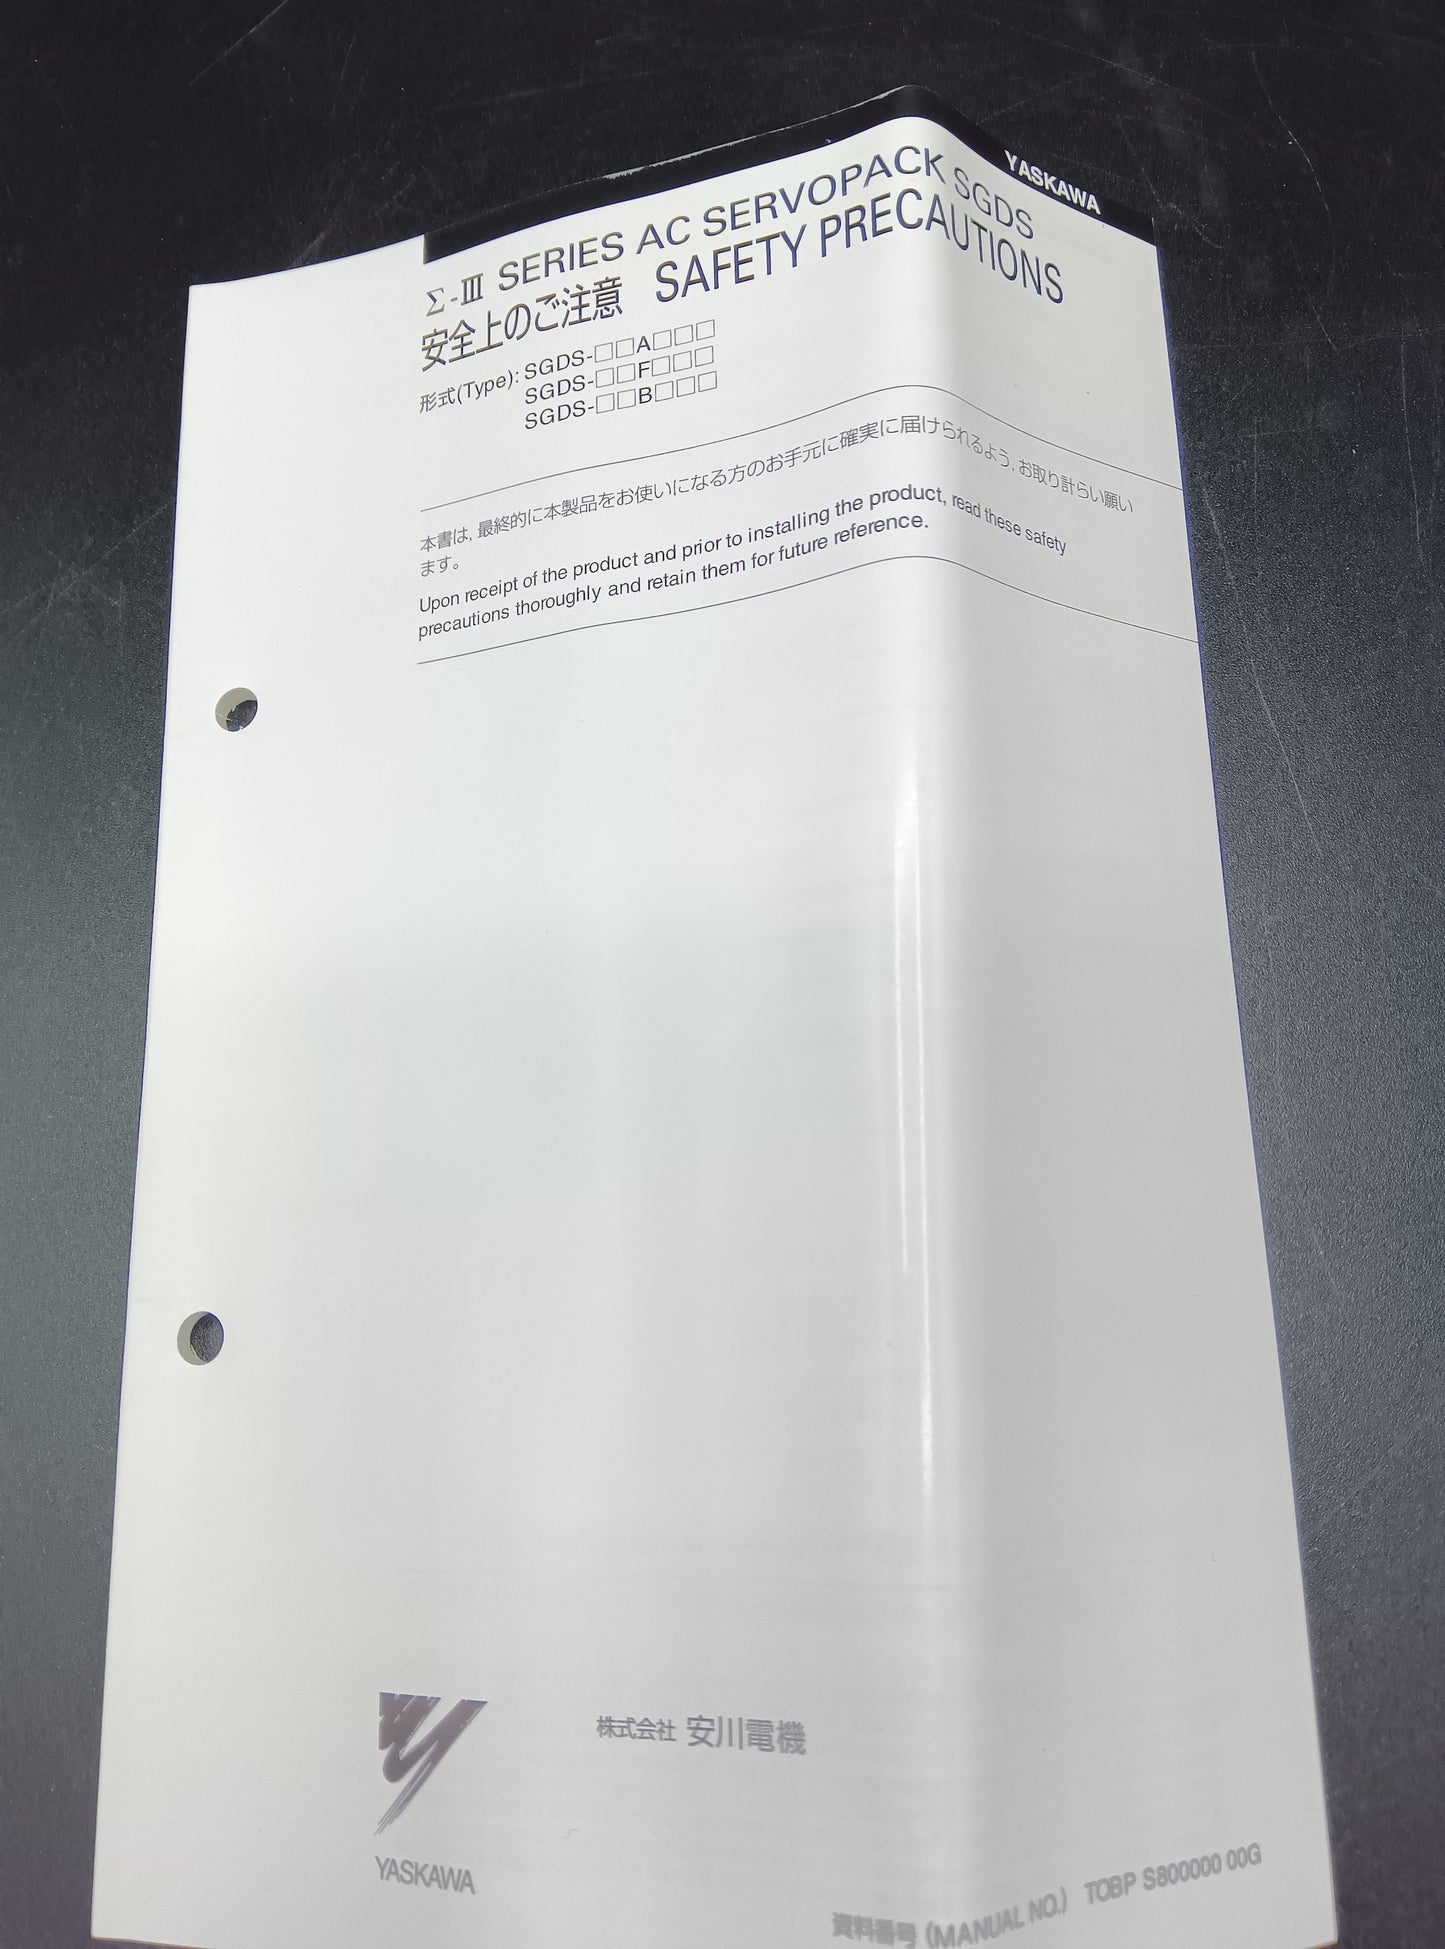 YASKAWA
Σ-Ⅲ SERIES AC SERVOPACK SGDS
安全上のご注意 SAFETY PRECAUTIONS
形式(Type): SGDS-□□A□□□
SGDS-□□F□□□
SGDS-□□B□□□
本書は, 最終的に本製品をお使いになる方のお手元に確実に届けられるよう, お取り計らい願い
ます。
Upon receipt of the product and prior to installing the product, read these safety
precautions thoroughly and retain them for future reference.
株式会社 安川電機
YASKAWA
資料番号 (MANUAL NO.) TOBP S800000 00G